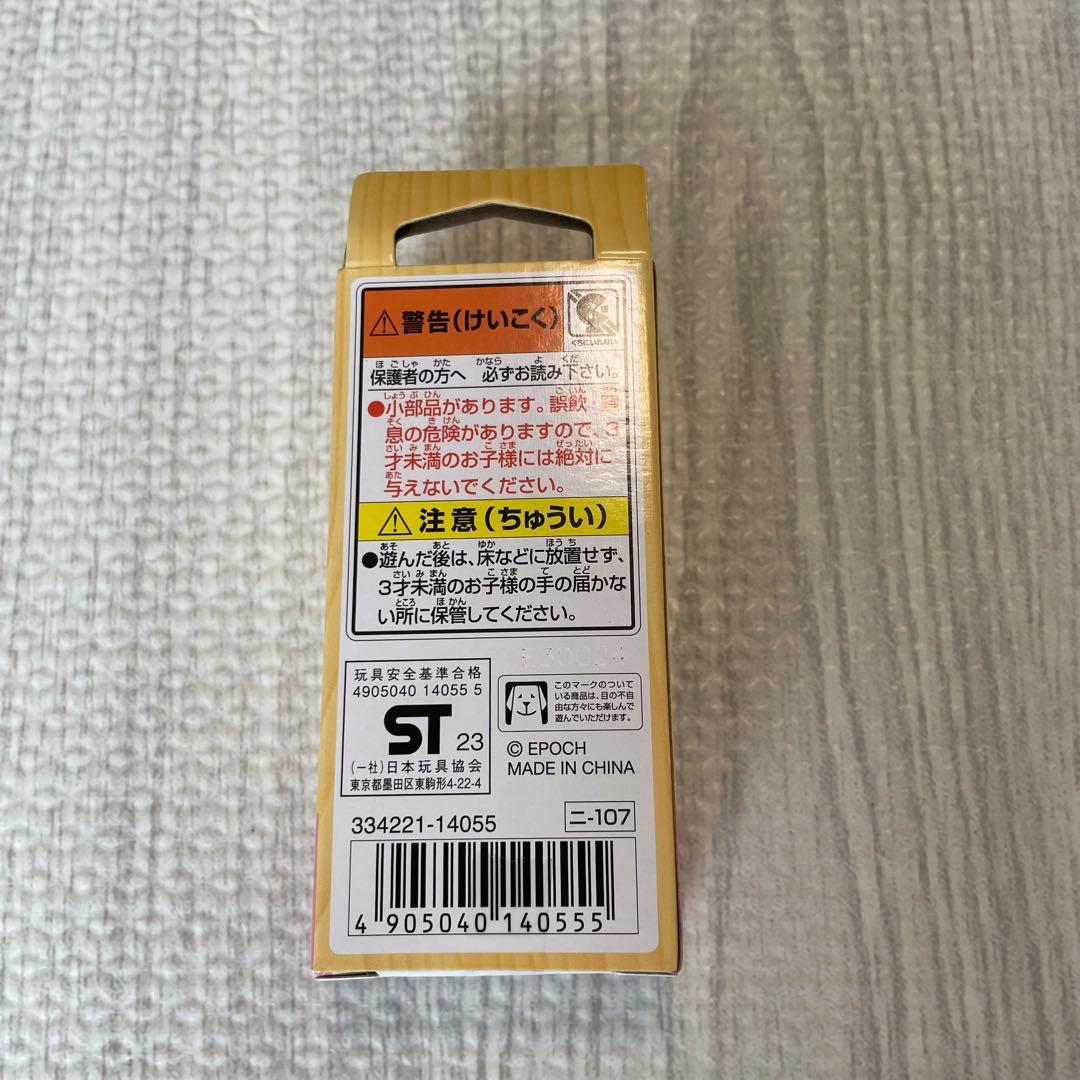 警告(けいこく)
くちにいれない
保護者の方へ 必ずお読み下さい。
●小部品があります。誤飲・窒
息の危険がありますので、3
才未満のお子様には絶対に
与えないでください。
注意(ちゅうい)
●遊んだ後は、床などに放置せず、
3才未満のお子様の手の届かな
い所に保管してください。
玩具安全基準合格
4905040 14055 5
ST 23
(一社)日本玩具協会
東京都墨田区東駒形4-22-4
このマークのついて
いる商品は、目の不自
由な方々にも楽しんで
遊んでいただけます。
© EPOCH
MADE IN CHINA
334221-14055
ニ-107
4 905040 140555